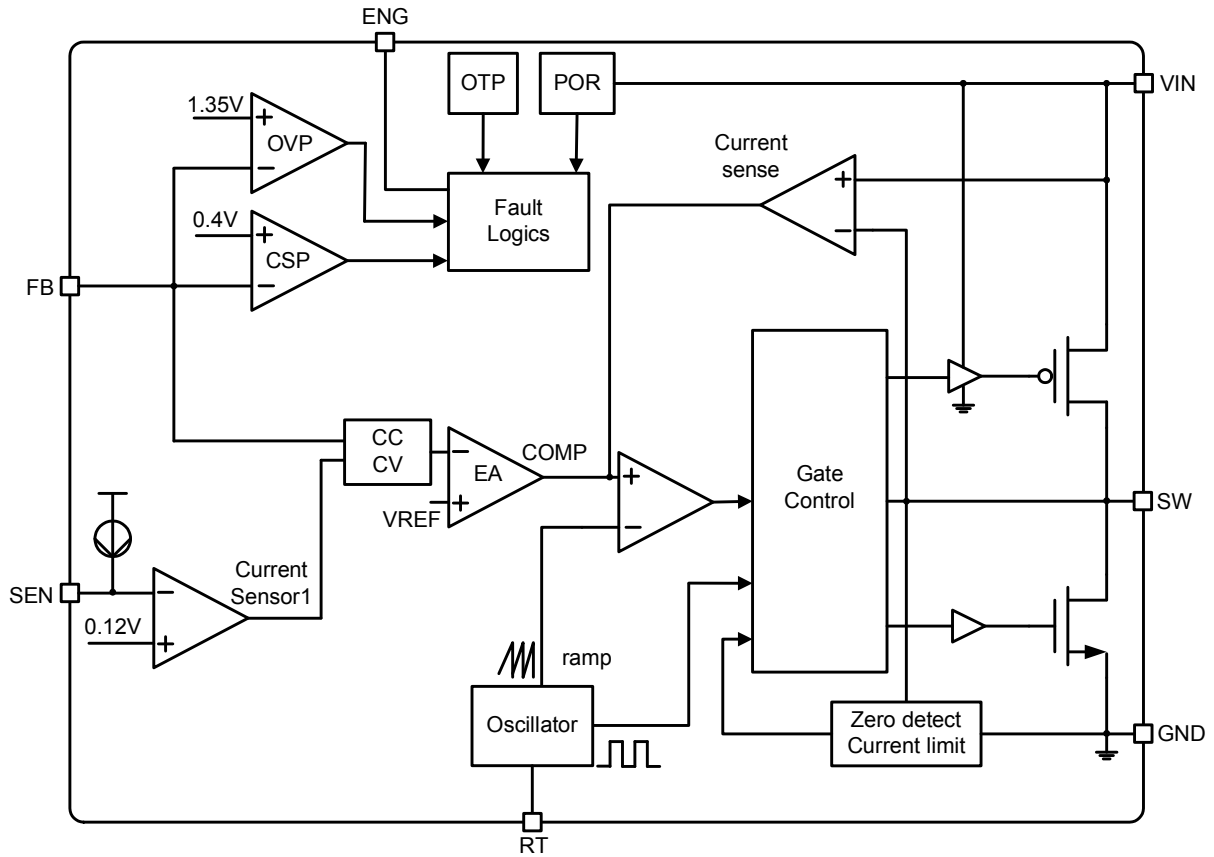 ENG
OTP
POR
VIN
1.35V
+
OVP
−
Current
sense
+
−
Fault
Logics
0.4V
+
CSP
−
FB
CC
CV
−
EA
+
VREF
COMP
+
−
Gate
Control
SW
SEN
−
0.12V
+
Current
Sensor1
ramp
Oscillator
Zero detect
Current limit
GND
RT